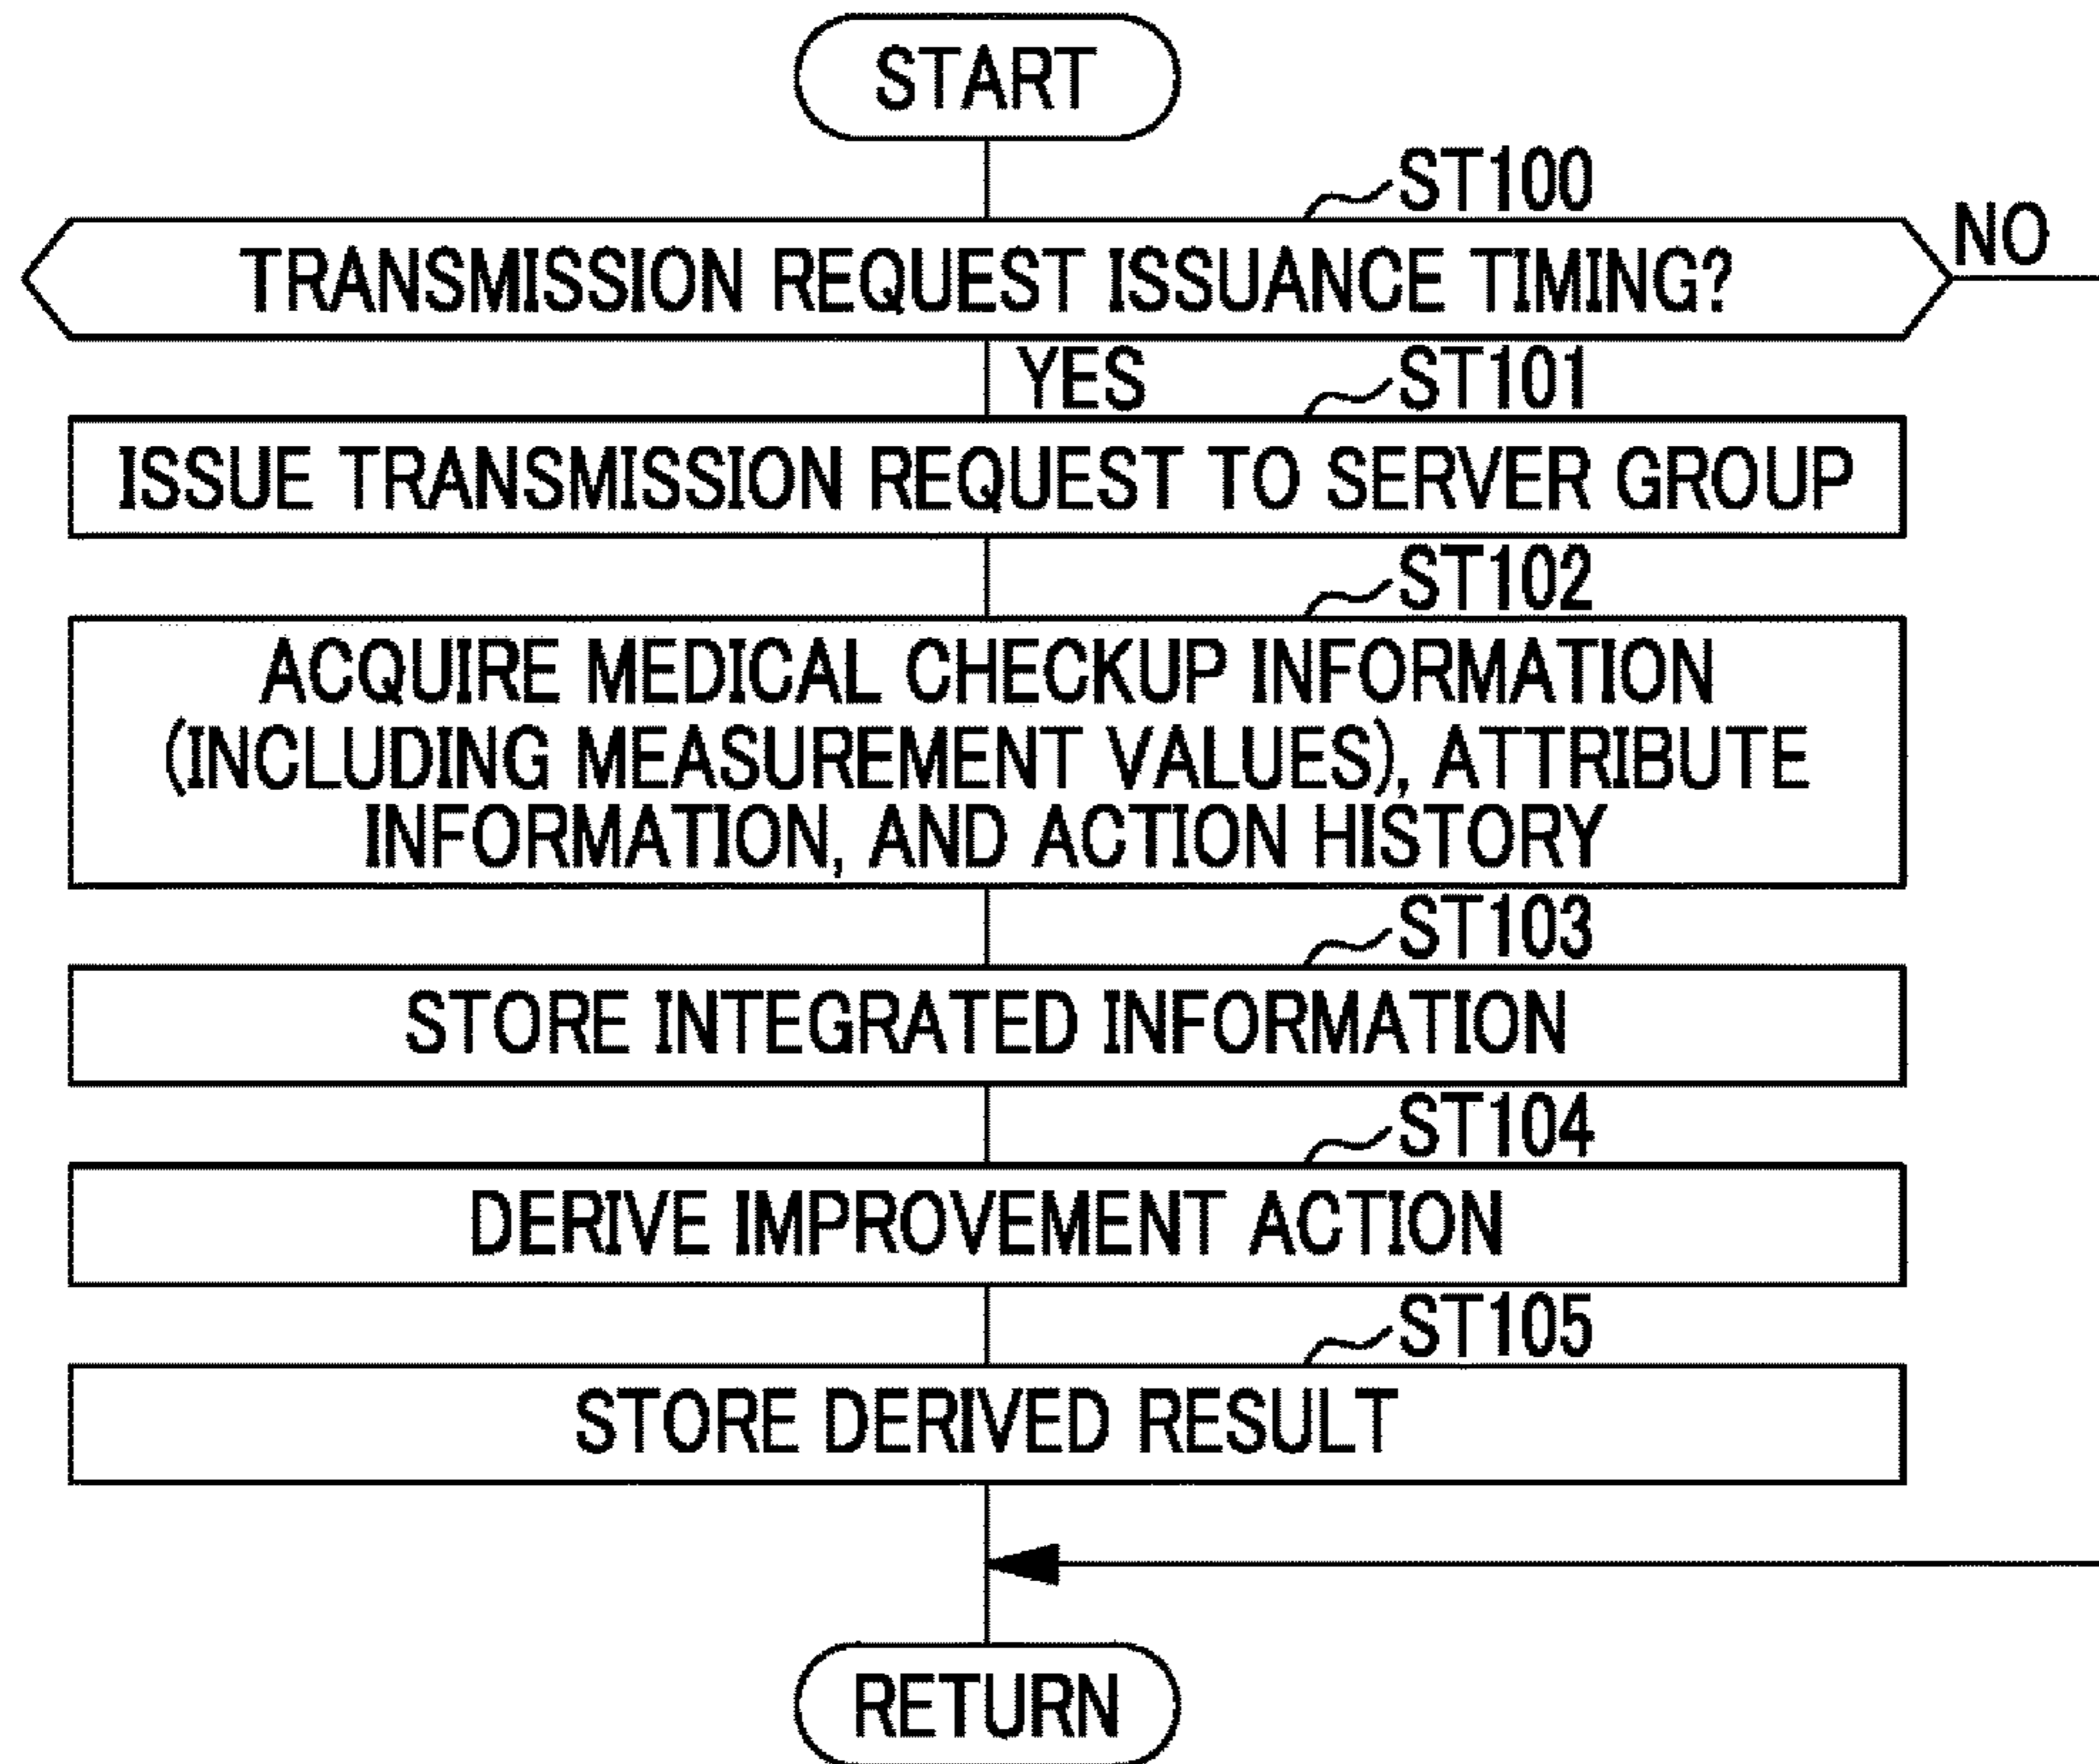 START
ST100
TRANSMISSION REQUEST ISSUANCE TIMING?
NO
YES
ST101
ISSUE TRANSMISSION REQUEST TO SERVER GROUP
ST102
ACQUIRE MEDICAL CHECKUP INFORMATION
(INCLUDING MEASUREMENT VALUES), ATTRIBUTE
INFORMATION, AND ACTION HISTORY
ST103
STORE INTEGRATED INFORMATION
ST104
DERIVE IMPROVEMENT ACTION
ST105
STORE DERIVED RESULT
RETURN